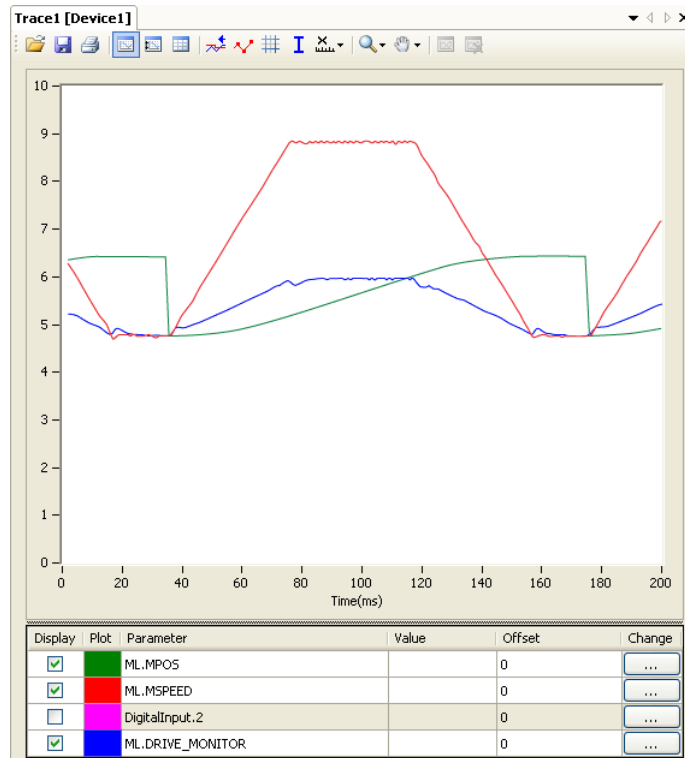 Trace1 [Device1]
10
9
8
7
6
5
4
3
2
1
0
0 20 40 60 80 100 120 140 160 180 200
Time(ms)
Display Plot Parameter Value Offset Change
ML.MPOS 0 ...
ML.MSPEED 0 ...
DigitalInput.2 0 ...
ML.DRIVE_MONITOR 0 ...